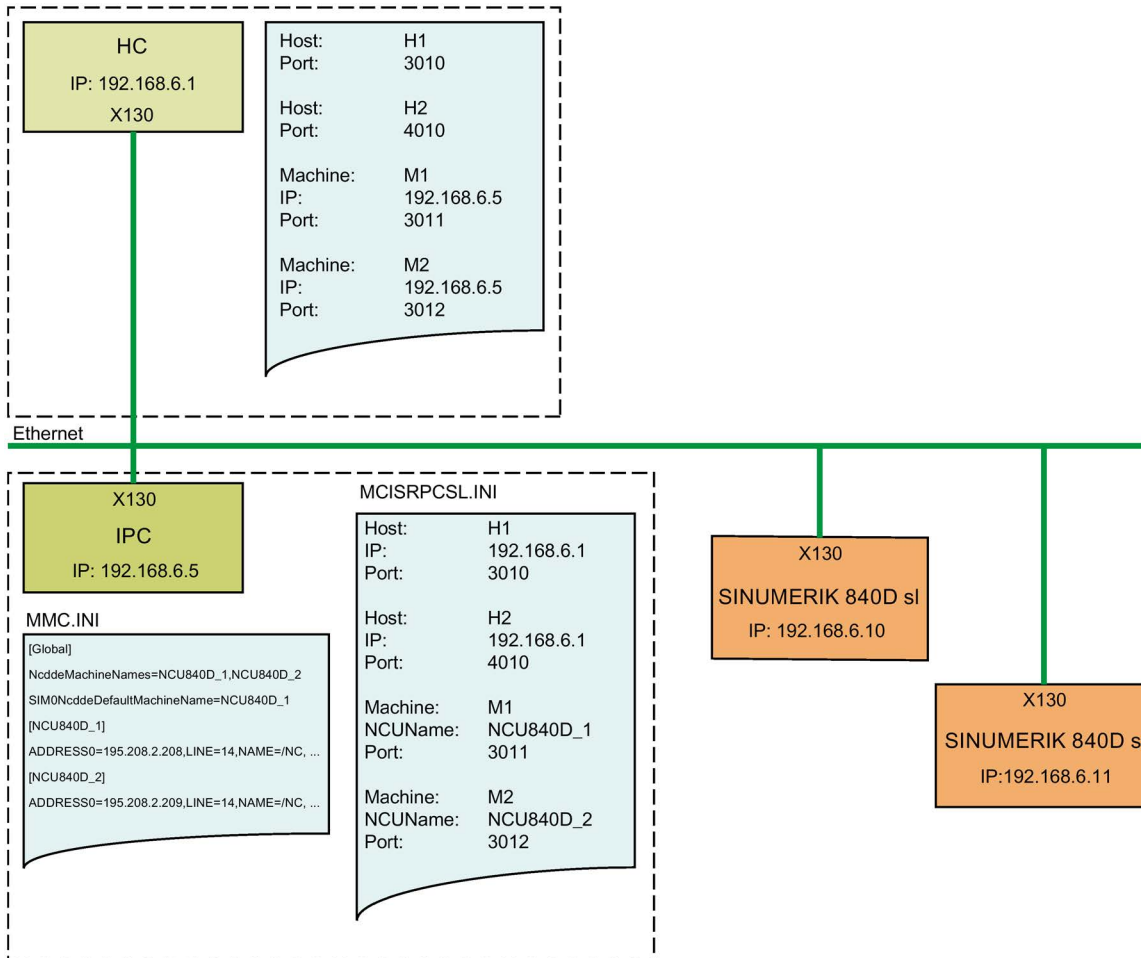 HC
IP: 192.168.6.1
X130
Host: H1
Port: 3010
Host: H2
Port: 4010
Machine: M1
IP: 192.168.6.5
Port: 3011
Machine: M2
IP: 192.168.6.5
Port: 3012
Ethernet
X130
IPC
IP: 192.168.6.5
MMC.INI
[Global]
NcddeMachineNames=NCU840D_1,NCU840D_2
SIM0NcddeDefaultMachineName=NCU840D_1
[NCU840D_1]
ADDRESS0=195.208.2.208,LINE=14,NAME=/NC, ...
[NCU840D_2]
ADDRESS0=195.208.2.209,LINE=14,NAME=/NC, ...
MCISRPCSL.INI
Host: H1
IP: 192.168.6.1
Port: 3010
Host: H2
IP: 192.168.6.1
Port: 4010
Machine: M1
NCUName: NCU840D_1
Port: 3011
Machine: M2
NCUName: NCU840D_2
Port: 3012
X130
SINUMERIK 840D sl
IP: 192.168.6.10
X130
SINUMERIK 840D s
IP:192.168.6.11